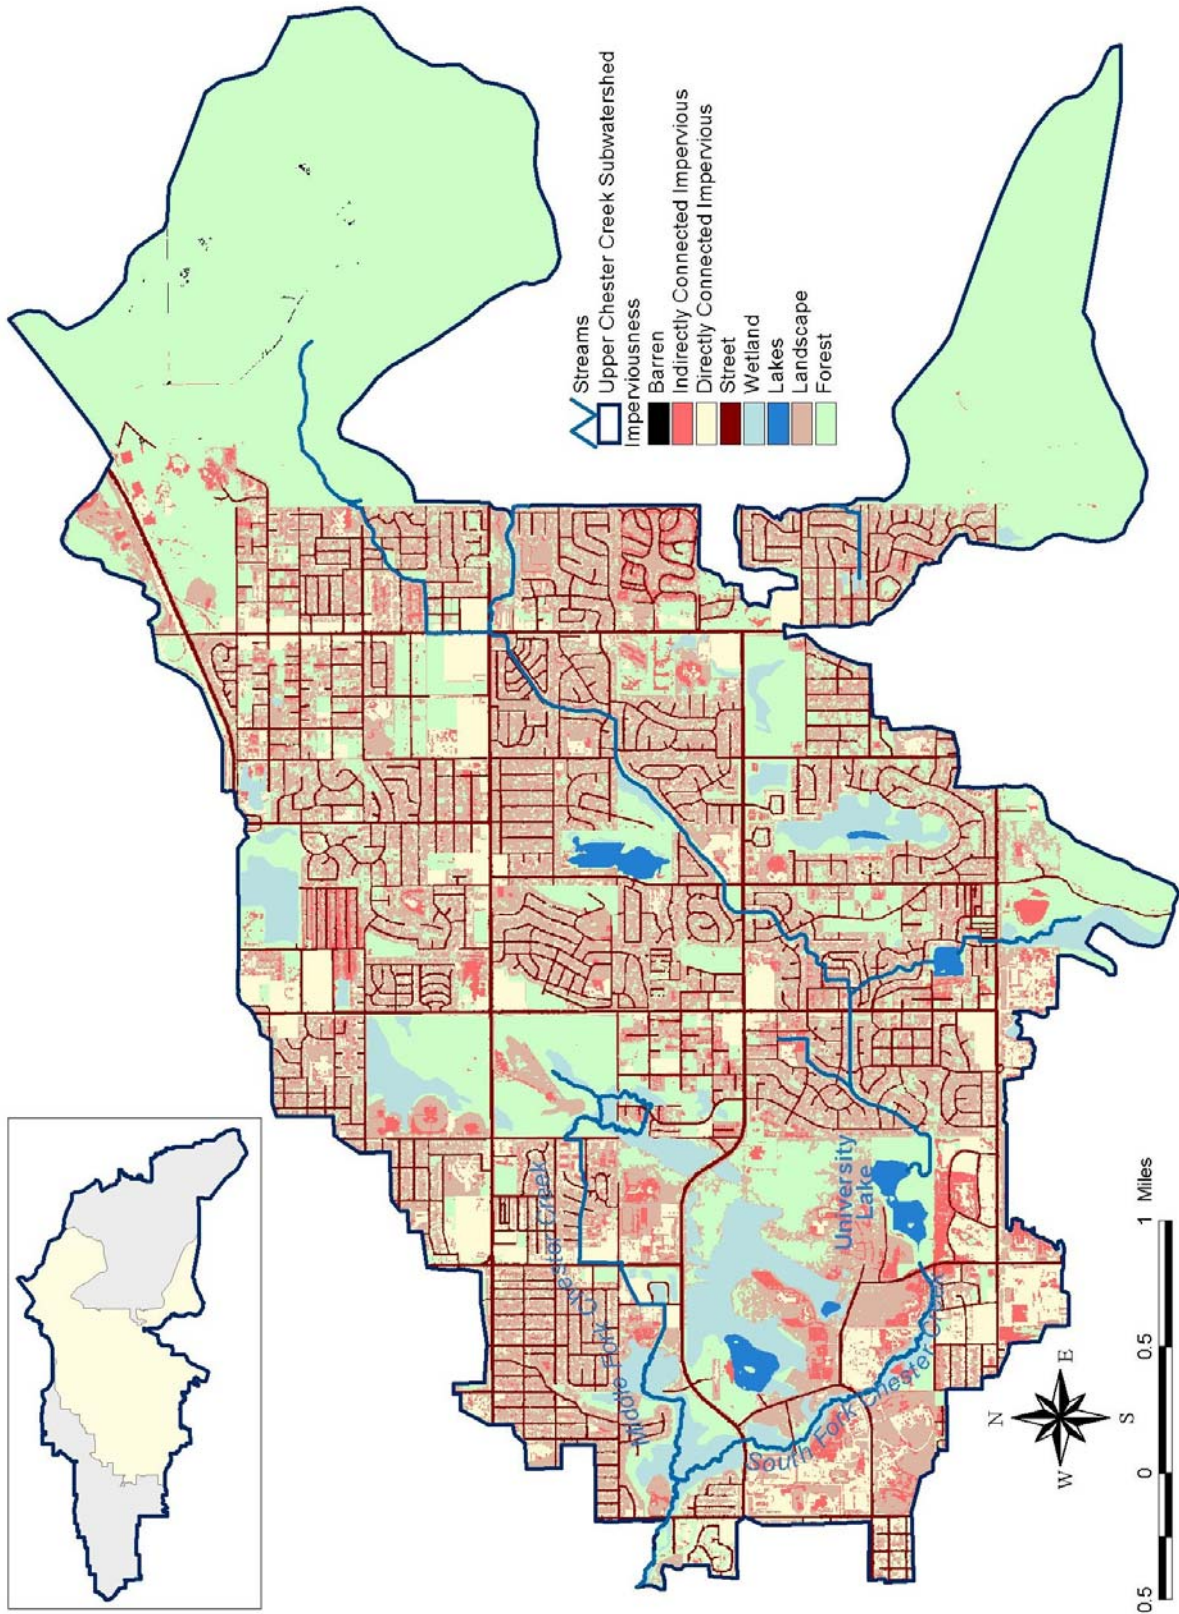 Streams
Upper Chester Creek Subwatershed
Imperviousness
Barren
Indirectly Connected Impervious
Directly Connected Impervious
Street
Wetland
Lakes
Landscape
Forest
Middle Fork Chester Creek
University
Lake
South Fork Chester Creek
N
W E
S
0.5 0 0.5 1 Miles